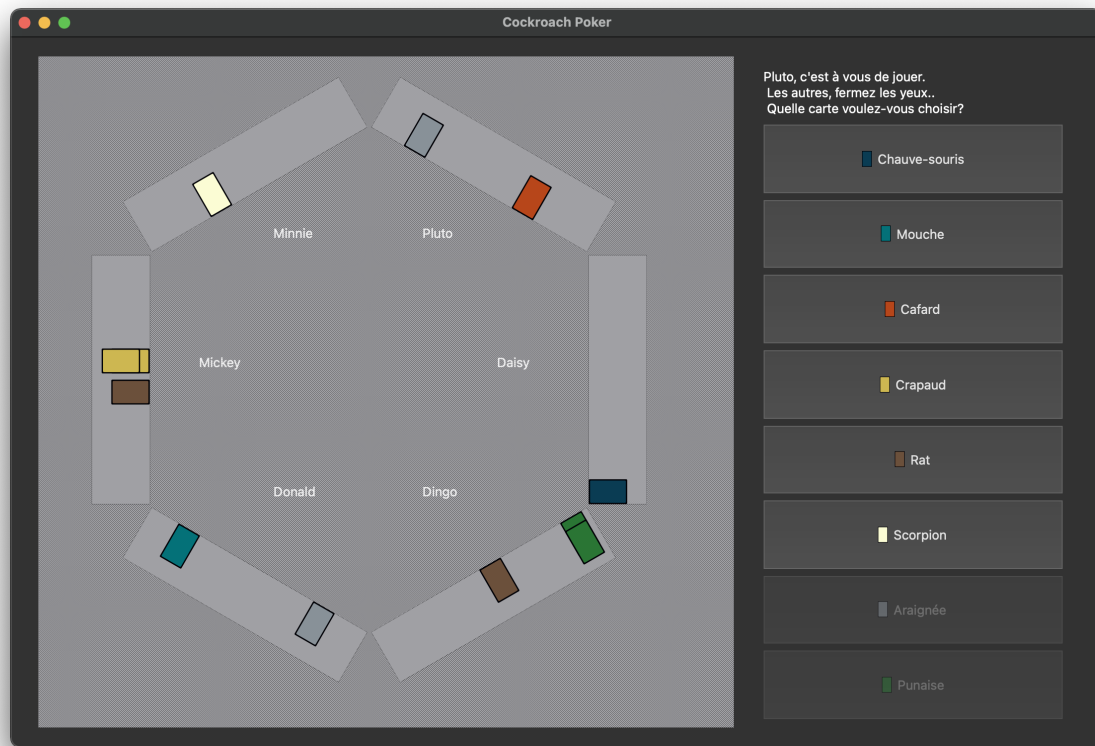 Cockroach Poker
Pluto, c'est à vous de jouer.
Les autres, fermez les yeux..
Quelle carte voulez-vous choisir?
Chauve-souris
Mouche
Cafard
Crapaud
Rat
Scorpion
Araignée
Punaise
Minnie
Pluto
Mickey
Daisy
Donald
Dingo